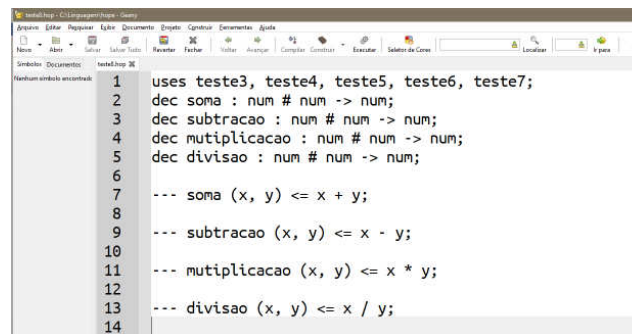 teste8.hop - C:\Linguagem\hops - Geany
Arquivo Editar Pesquisar Exibir Documento Projeto Construir Ferramentas Ajuda
Novo Abrir Salvar Salvar Todo Reverter Fechar Voltar Avançar Compilar Construir Executar Seletor de Cores Localizar Ir para
Símbolos Documentos teste8.hop
Nenhum símbolo encontrado
1 uses teste3, teste4, teste5, teste6, teste7;
2 dec soma : num # num -> num;
3 dec subtracao : num # num -> num;
4 dec mutiplicacao : num # num -> num;
5 dec divisao : num # num -> num;
6
7 --- soma (x, y) <= x + y;
8
9 --- subtracao (x, y) <= x - y;
10
11 --- mutiplicacao (x, y) <= x * y;
12
13 --- divisao (x, y) <= x / y;
14